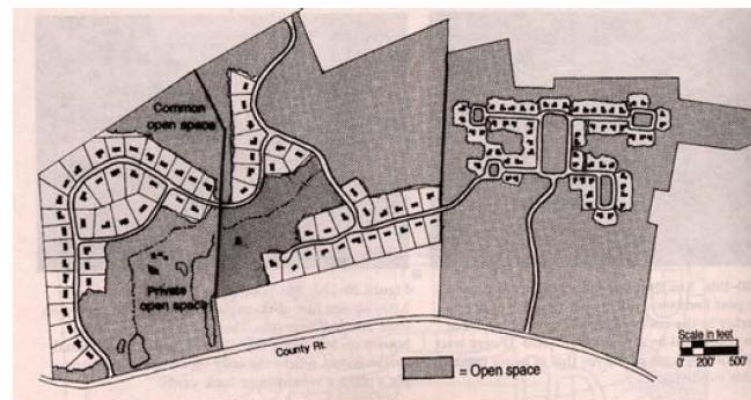 Common
open space
Private
open space
County Rt.
= Open space
Scale in feet
0' 200' 500'